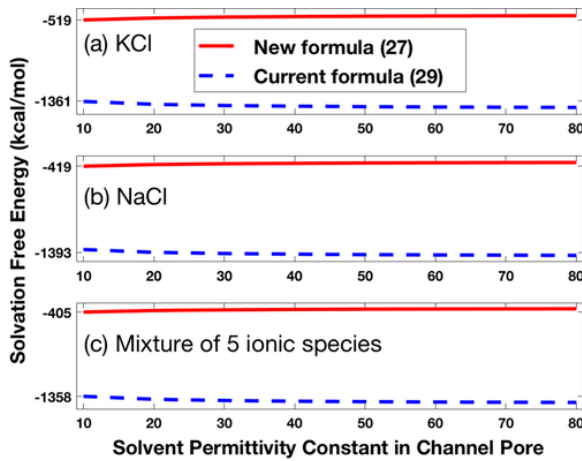 Solvation Free Energy (kcal/mol)
-519
(a) KCl
New formula (27)
Current formula (29)
-1361
10 20 30 40 50 60 70 80
-419
(b) NaCl
-1393
10 20 30 40 50 60 70 80
-405
(c) Mixture of 5 ionic species
-1358
10 20 30 40 50 60 70 80
Solvent Permittivity Constant in Channel Pore